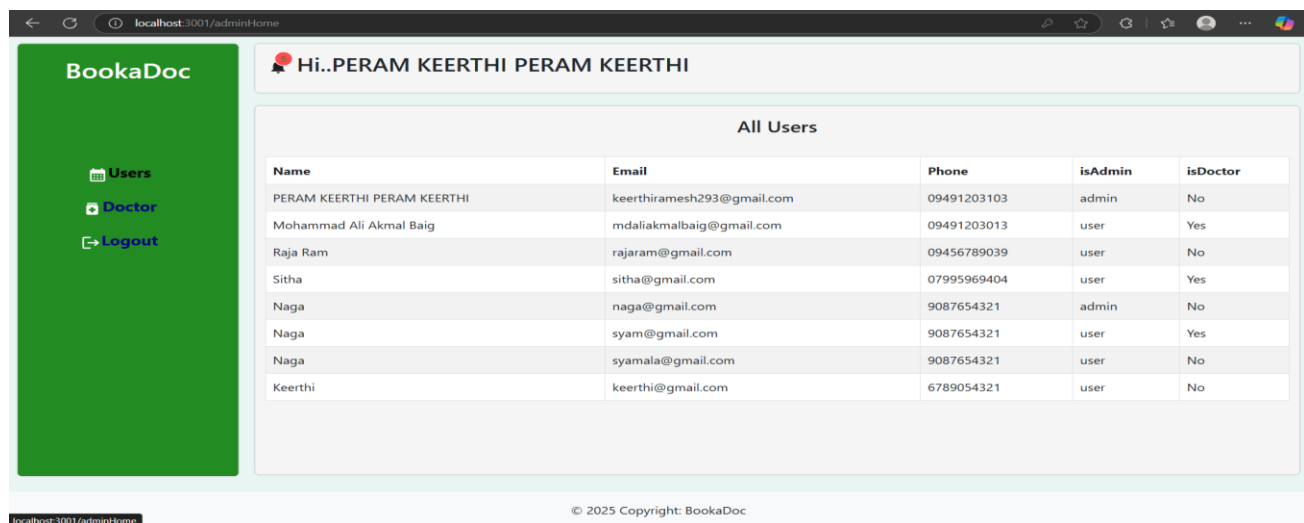 localhost:3001/adminHome
BookaDoc
5
Hi..PERAM KEERTHI PERAM KEERTHI
Users
Doctor
Logout
All Users
Name Email Phone isAdmin isDoctor
PERAM KEERTHI PERAM KEERTHI keerthiramesh293@gmail.com 09491203103 admin No
Mohammad Ali Akmal Baig mdaliakmalbaig@gmail.com 09491203013 user Yes
Raja Ram rajaram@gmail.com 09456789039 user No
Sitha sitha@gmail.com 07995969404 user Yes
Naga naga@gmail.com 9087654321 admin No
Naga syam@gmail.com 9087654321 user Yes
Naga syamala@gmail.com 9087654321 user No
Keerthi keerthi@gmail.com 6789054321 user No
© 2025 Copyright: BookaDoc
localhost:3001/adminHome